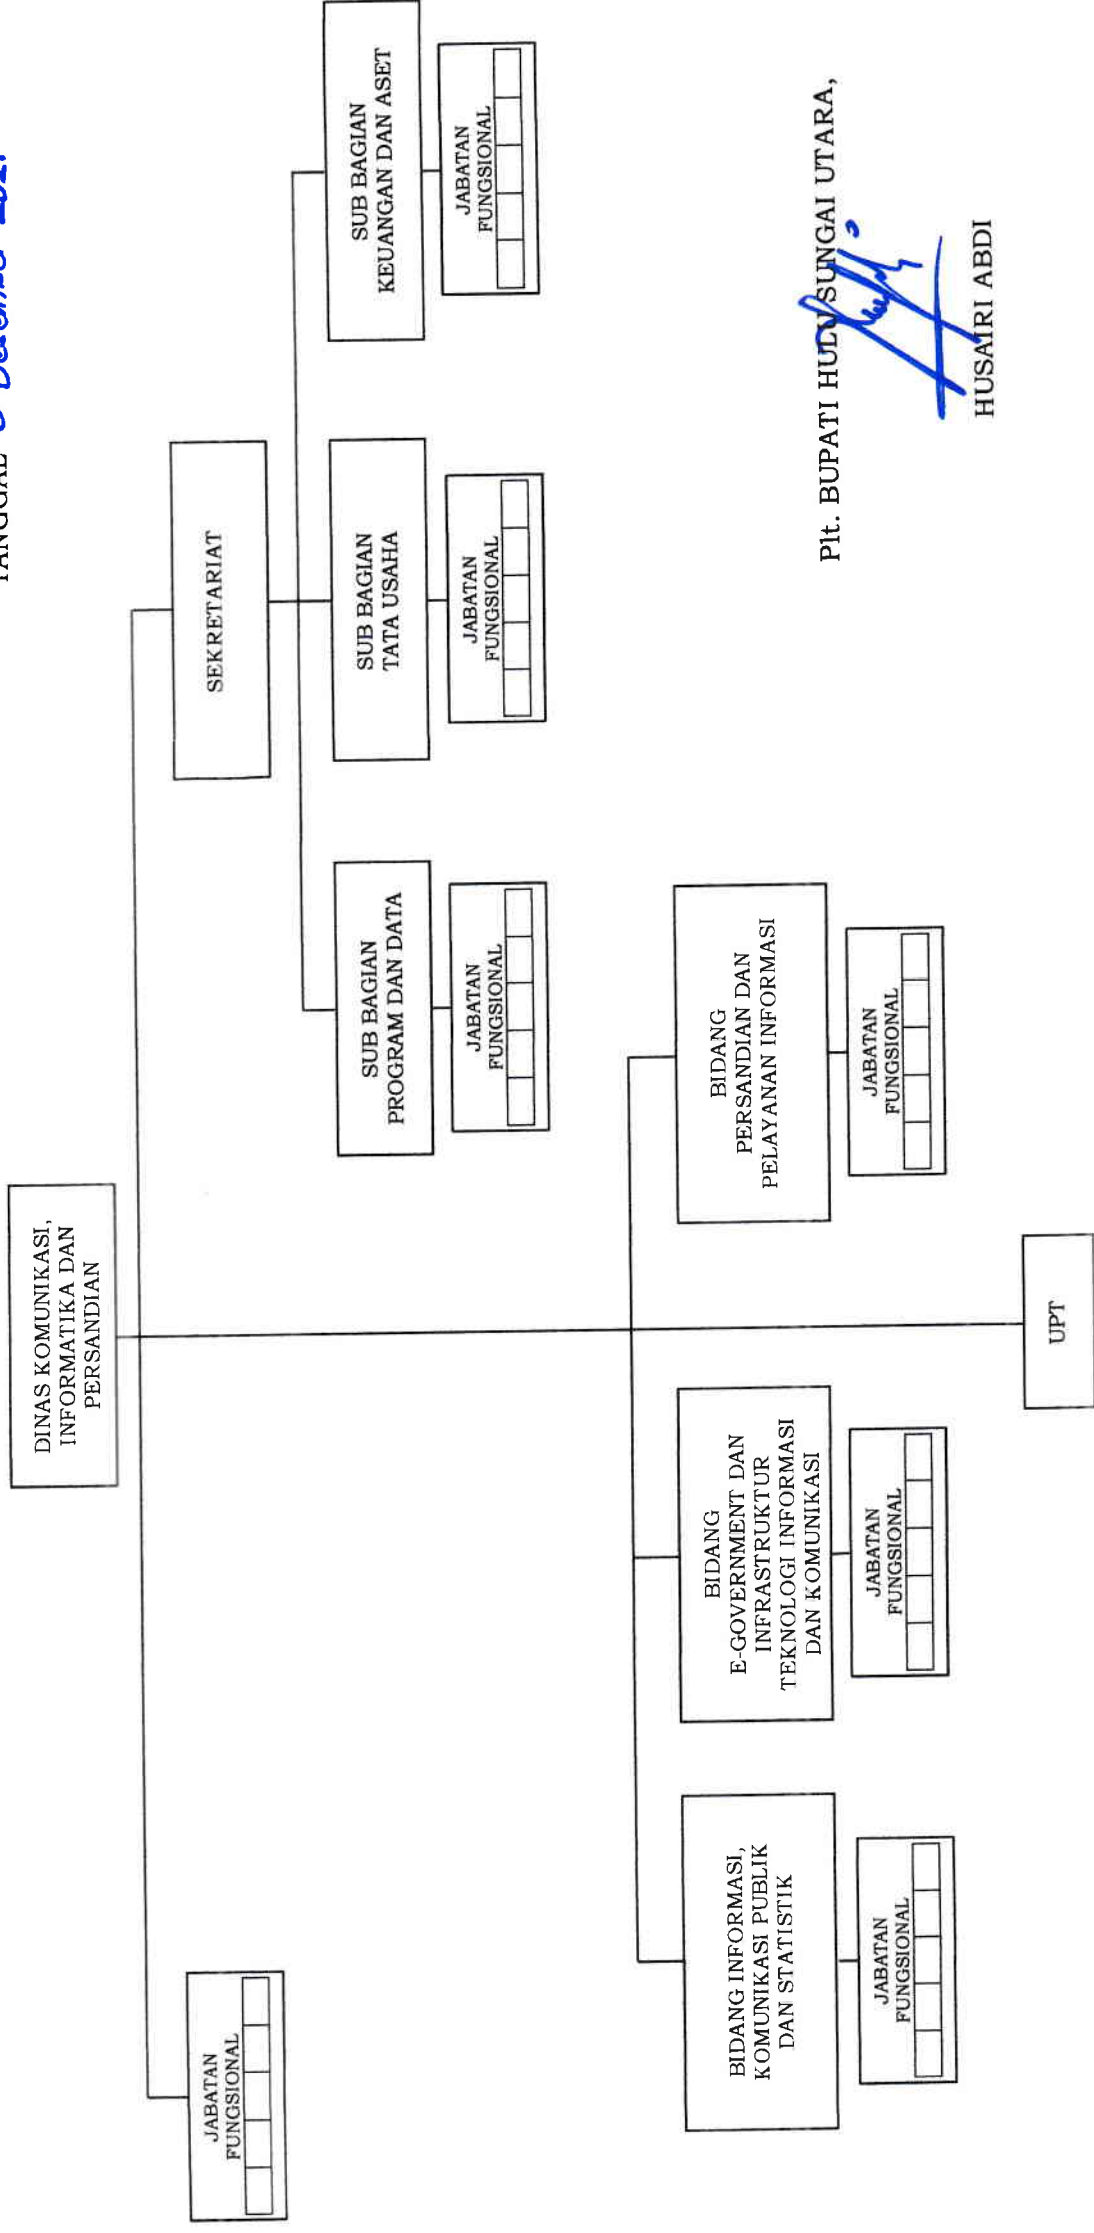 TANGGAL
DINAS KOMUNIKASI,
INFORMATIKA DAN
PERSANDIAN
JABATAN
FUNGSIONAL
SEKRETARIAT
SUB BAGIAN
PROGRAM DAN DATA
SUB BAGIAN
TATA USAHA
SUB BAGIAN
KEUANGAN DAN ASET
JABATAN
FUNGSIONAL
JABATAN
FUNGSIONAL
JABATAN
FUNGSIONAL
BIDANG INFORMASI,
KOMUNIKASI PUBLIK
DAN STATISTIK
BIDANG
E-GOVERNMENT DAN
INFRASTRUKTUR
TEKNOLOGI INFORMASI
DAN KOMUNIKASI
BIDANG
PERSANDIAN DAN
PELAYANAN INFORMASI
JABATAN
FUNGSIONAL
JABATAN
FUNGSIONAL
JABATAN
FUNGSIONAL
UPT
Plt. BUPATI HULU SUNGAI UTARA,
HUSAIRI ABDI